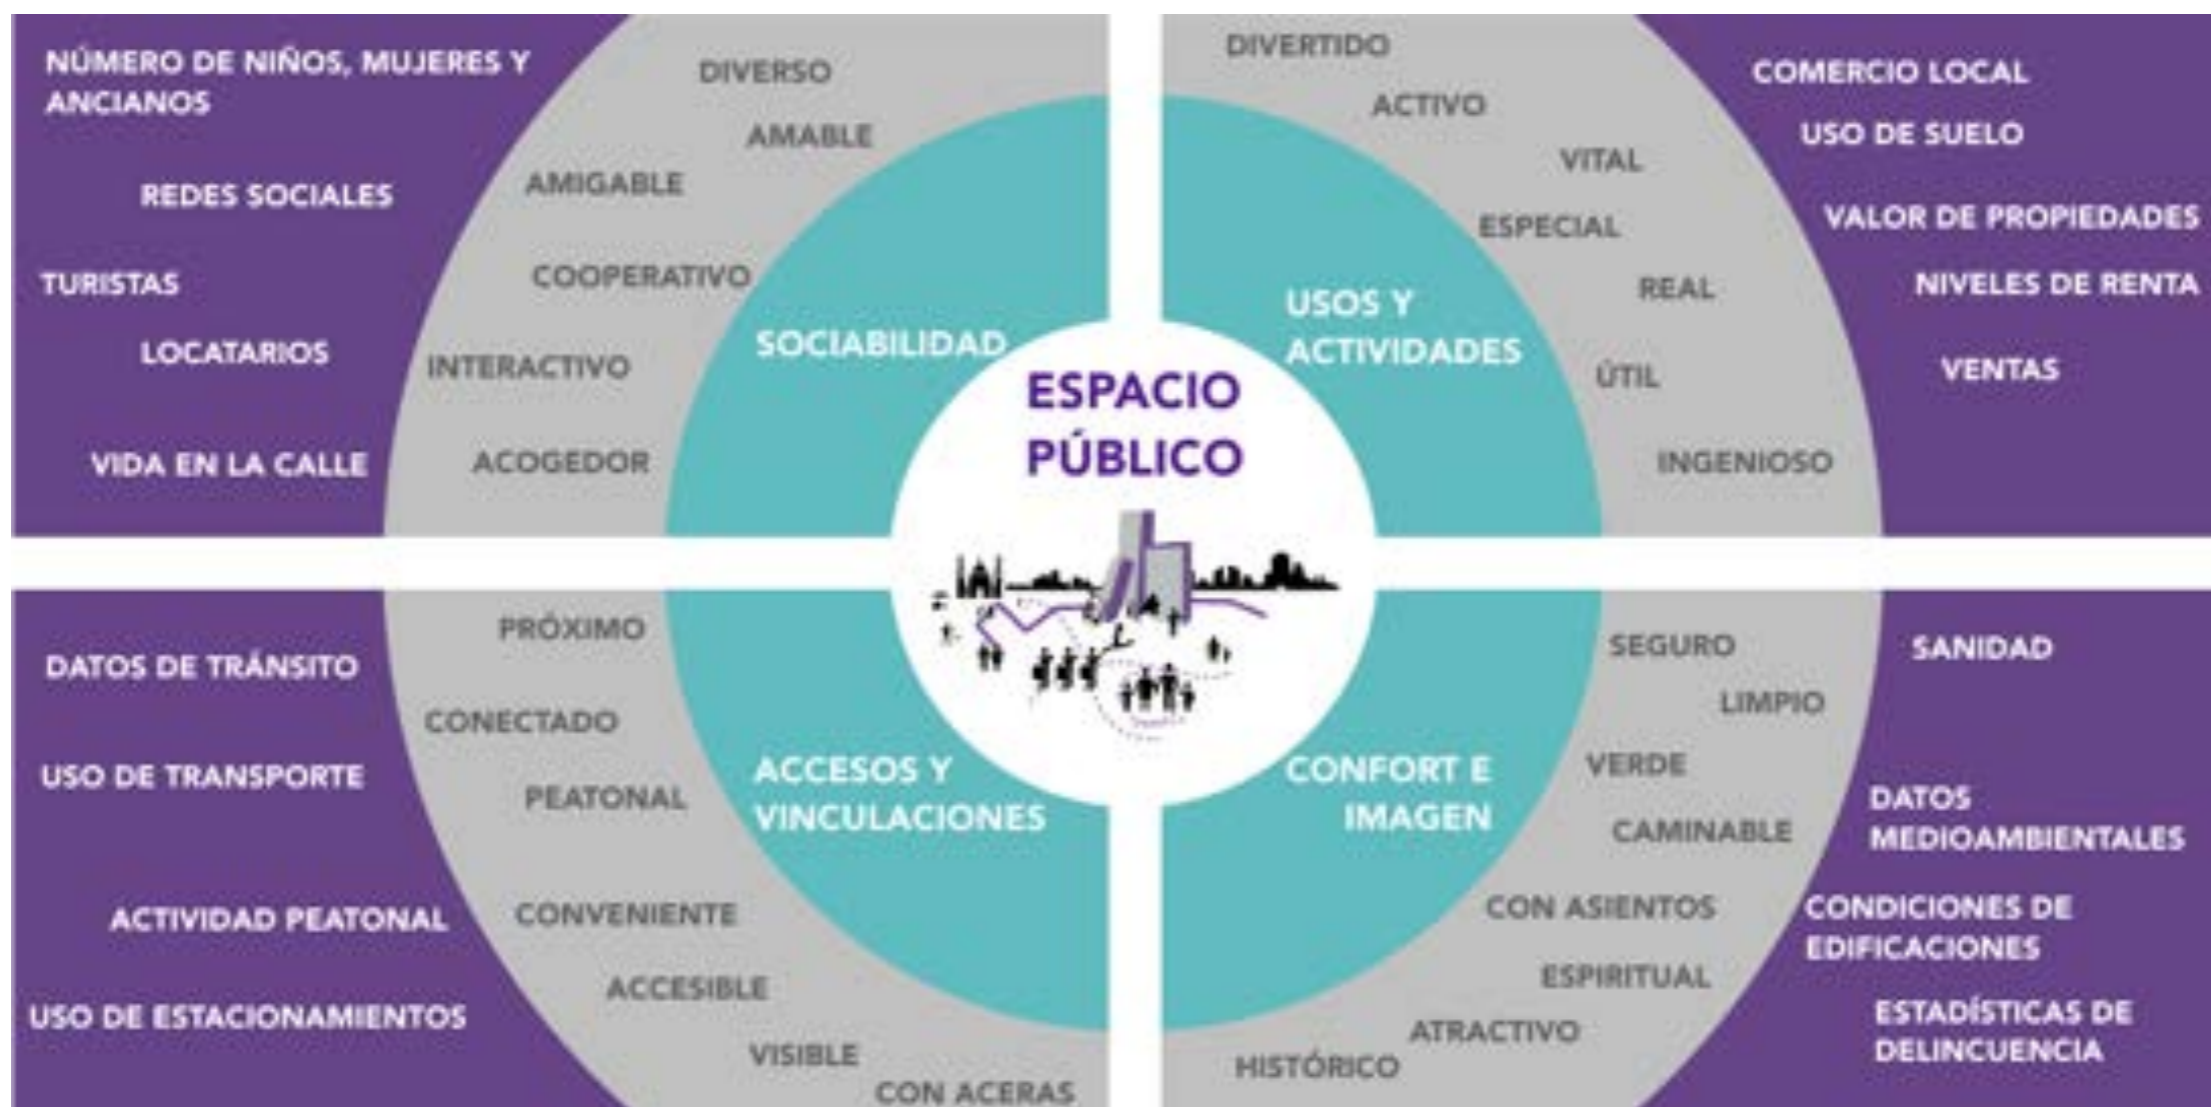 NÚMERO DE NIÑOS, MUJERES Y
ANCIANOS
REDES SOCIALES
TURISTAS
LOCATARIOS
VIDA EN LA CALLE
DIVERSO
AMABLE
AMIGABLE
COOPERATIVO
INTERACTIVO
ACOGEDOR
SOCIABILIDAD
ESPACIO
PÚBLICO
USOS Y
ACTIVIDADES
DIVERTIDO
ACTIVO
VITAL
ESPECIAL
REAL
ÚTIL
INGENIOSO
COMERCIO LOCAL
USO DE SUELO
VALOR DE PROPIEDADES
NIVELES DE RENTA
VENTAS
DATOS DE TRÁNSITO
USO DE TRANSPORTE
ACTIVIDAD PEATONAL
USO DE ESTACIONAMIENTOS
PRÓXIMO
CONECTADO
PEATONAL
CONVENIENTE
ACCESIBLE
VISIBLE
CON ACERAS
ACCESOS Y
VINCULACIONES
CONFORT E
IMAGEN
SEGURO
LIMPIO
VERDE
CAMINABLE
CON ASIENTOS
ESPIRITUAL
ATRACTIVO
HISTÓRICO
SANIDAD
DATOS
MEDIOAMBIENTALES
CONDICIONES DE
EDIFICACIONES
ESTADÍSTICAS DE
DELINCUENCIA